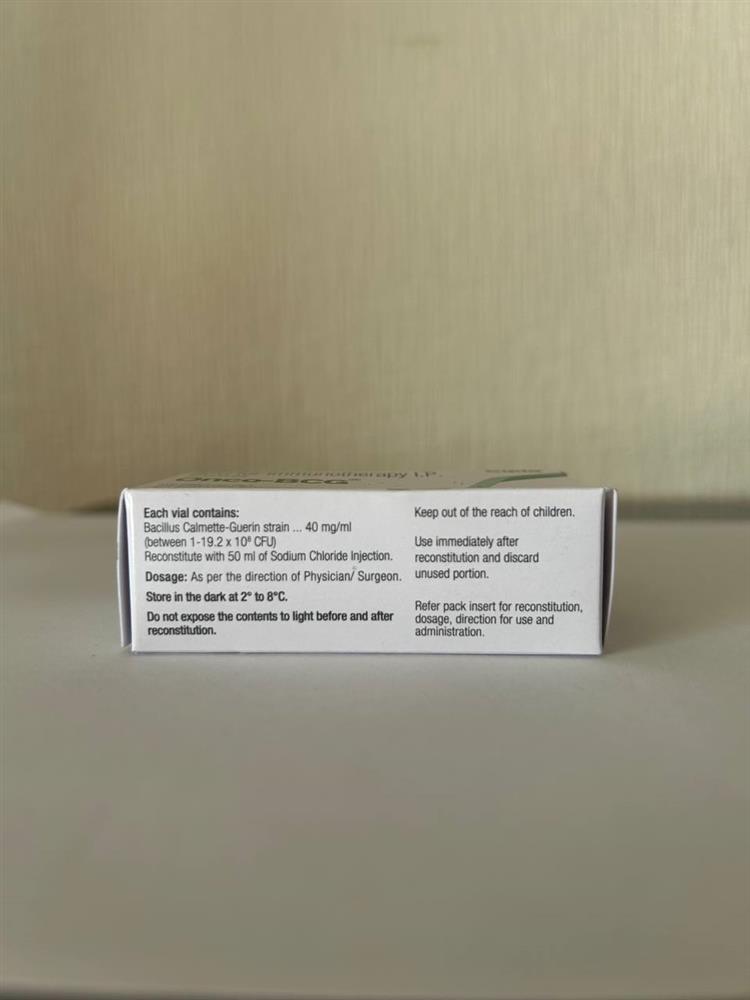 Immunotherapy I.P.
Onco-BCG®
Each vial contains:
Bacillus Calmette-Guerin strain ... 40 mg/ml
(between 1-19.2 x 10⁸ CFU)
Reconstitute with 50 ml of Sodium Chloride Injection.
Dosage: As per the direction of Physician/ Surgeon.
Store in the dark at 2° to 8°C.
Do not expose the contents to light before and after
reconstitution.
Keep out of the reach of children.
Use immediately after
reconstitution and discard
unused portion.
Refer pack insert for reconstitution,
dosage, direction for use and
administration.